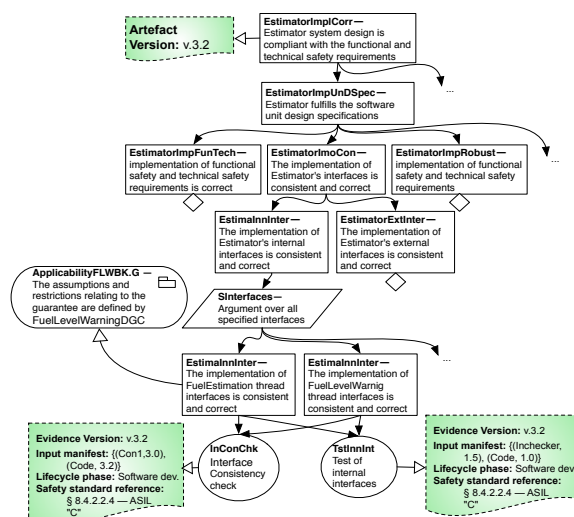 EstimatorImplCorr—
Estimator system design is
compliant with the functional and
technical safety requirements
Artefact
Version: v.3.2
...
EstimatorImpUnDSpec—
Estimator fulfills the software
unit design specifications
...
EstimatorImpFunTech—
implementation of functional
safety and technical safety
requirements is correct
EstimatorImoCon—
The implementation of
Estimator's interfaces is
consistent and correct
EstimatorImpRobust—
implementation of functional
safety and technical safety
requirements
EstimaInnInter—
The implementation of
Estimator's internal
interfaces is consistent
and correct
EstimatorExtInter—
The implementation of
Estimator's external
interfaces is consistent
and correct
ApplicabilityFLWBK.G —
The assumptions and
restrictions relating to the
guarantee are defined by
FuelLevelWarningDGC
SInterfaces—
Argument over all
specified interfaces
...
EstimaInnInter—
The implementation of
FuelEstimation thread
interfaces is consistent
and correct
EstimaInnInter—
The implementation of
FuelLevelWarnig
thread interfaces is
consistent and correct
Evidence Version: v.3.2
Input manifest: {(Con1,3.0),
(Code, 3.2)}
Lifecycle phase: Software dev.
Safety standard reference:
§ 8.4.2.2.4 — ASIL
"C"
InConChk—
Interface
Consistency
check
TstInnInt—
Test of
internal
interfaces
Evidence Version: v.3.2
Input manifest: {(Inchecker,
1.5), (Code, 1.0)}
Lifecycle phase: Software dev.
Safety standard reference:
§ 8.4.2.2.4 — ASIL
"C"